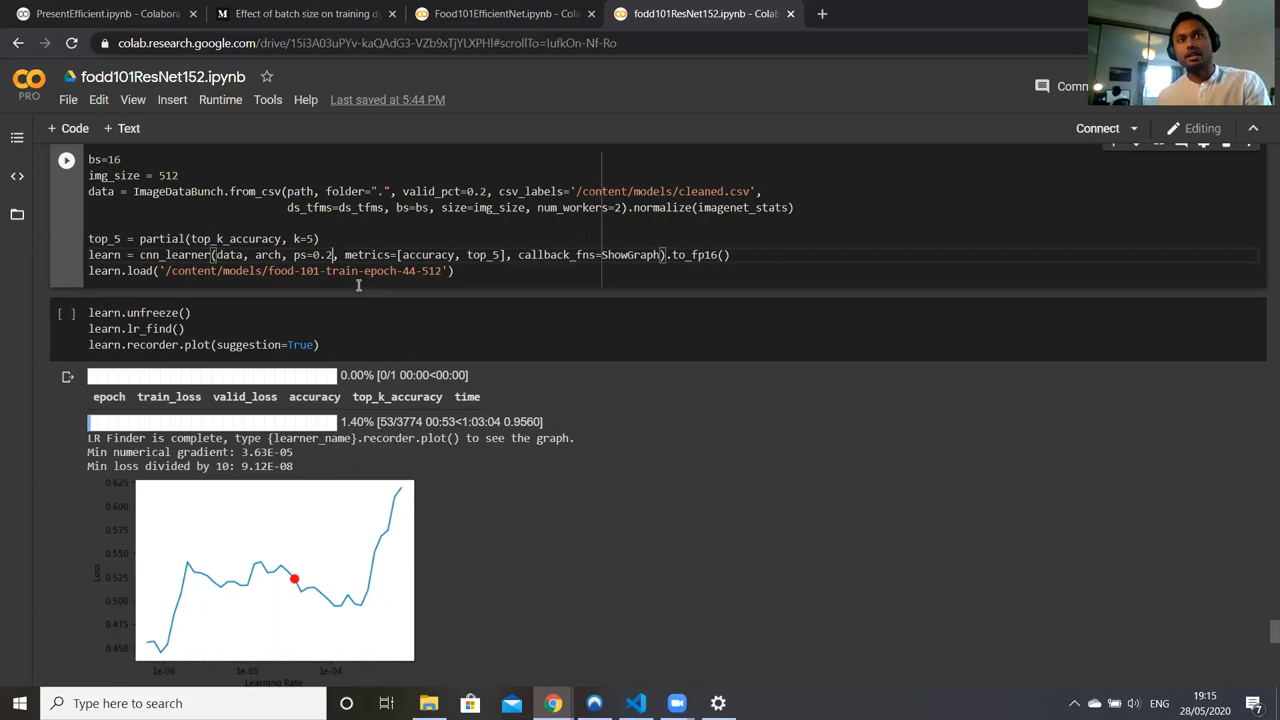 PresentEfficient.ipynb - Colabora
Effect of batch size on training dy
Food101EfficientNet.ipynb - Colab
fodd101ResNet152.ipynb - Colab
colab.research.google.com/drive/15i3A03uPYv-kaQAdG3-VZb9xTjYLXPHl#scrollTo=IufkOn-Nf-Ro
CO
PRO
fodd101ResNet152.ipynb
File Edit View Insert Runtime Tools Help Last saved at 5:44 PM
Comm
+ Code + Text
Connect
Editing
bs=16
img_size = 512
data = ImageDataBunch.from_csv(path, folder=".", valid_pct=0.2, csv_labels='/content/models/cleaned.csv',
ds_tfms=ds_tfms, bs=bs, size=img_size, num_workers=2).normalize(imagenet_stats)
top_5 = partial(top_k_accuracy, k=5)
learn = cnn_learner(data, arch, ps=0.2, metrics=[accuracy, top_5], callback_fns=ShowGraph).to_fp16()
learn.load('/content/models/food-101-train-epoch-44-512')
[ ] learn.unfreeze()
learn.lr_find()
learn.recorder.plot(suggestion=True)
0.00% [0/1 00:00<00:00]
epoch train_loss valid_loss accuracy top_k_accuracy time
1.40% [53/3774 00:53<1:03:04 0.9560]
LR Finder is complete, type {learner_name}.recorder.plot() to see the graph.
Min numerical gradient: 3.63E-05
Min loss divided by 10: 9.12E-08
0.625
0.600
0.575
0.550
0.525
0.500
0.475
0.450
Loss
1e-06 1e-05 1e-04
Learning Rate
Type here to search
ENG
19:15
28/05/2020
7